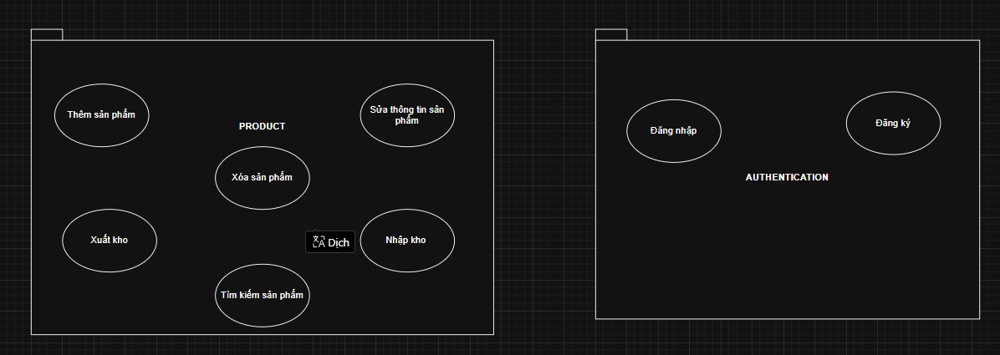 Thêm sản phẩm
Sửa thông tin sản
phẩm
PRODUCT
Xóa sản phẩm
Xuất kho
Dịch
Nhập kho
Tìm kiếm sản phẩm
Đăng nhập
Đăng ký
AUTHENTICATION